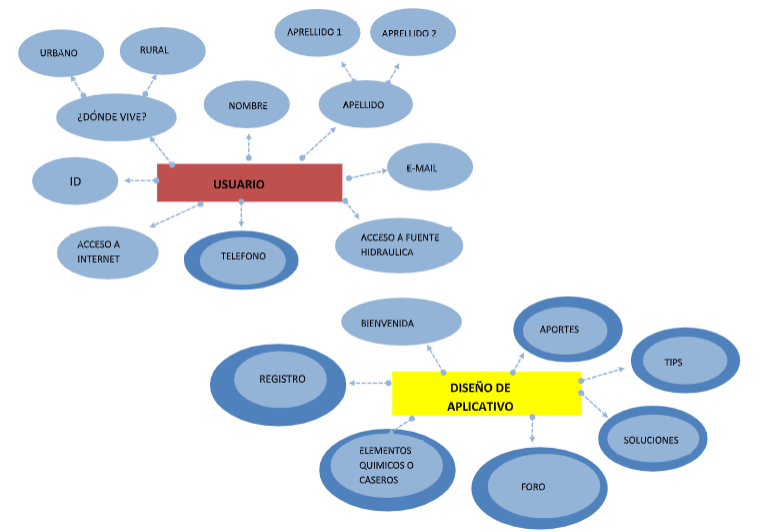 APRELLIDO 1
APRELLIDO 2
URBANO
RURAL
NOMBRE
APELLIDO
¿DÓNDE VIVE?
E-MAIL
ID
USUARIO
ACCESO A
INTERNET
TELEFONO
ACCESO A FUENTE
HIDRAULICA
BIENVENIDA
APORTES
TIPS
REGISTRO
DISEÑO DE
APLICATIVO
SOLUCIONES
ELEMENTOS
QUIMICOS O
CASEROS
FORO